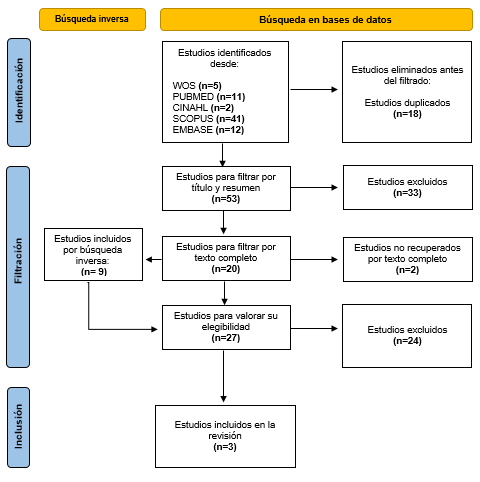 Búsqueda inversa
Búsqueda en bases de datos
Identificación
Estudios identificados
desde:
WOS (n=5)
PUBMED (n=11)
CINAHL (n=2)
SCOPUS (n=41)
EMBASE (n=12)
Estudios eliminados antes
del filtrado:
Estudios duplicados
(n=18)
Filtración
Estudios para filtrar por
título y resumen
(n=53)
Estudios excluidos
(n=33)
Estudios incluidos
por búsqueda
inversa:
(n= 9)
Estudios para filtrar por
texto completo
(n=20)
Estudios no recuperados
por texto completo
(n=2)
Estudios para valorar su
elegibilidad
(n=27)
Estudios excluidos
(n=24)
Inclusión
Estudios incluidos en la
revisión
(n=3)